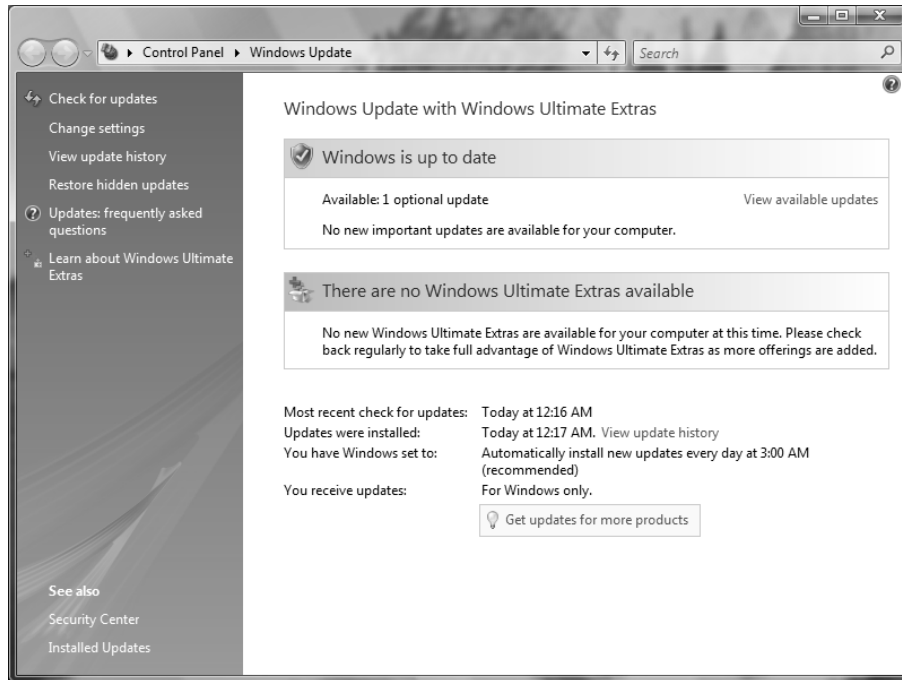 Control Panel Windows Update
Search
Check for updates
Change settings
View update history
Restore hidden updates
Updates: frequently asked
questions
Learn about Windows Ultimate
Extras
See also
Security Center
Installed Updates
Windows Update with Windows Ultimate Extras
Windows is up to date
Available: 1 optional update View available updates
No new important updates are available for your computer.
There are no Windows Ultimate Extras available
No new Windows Ultimate Extras are available for your computer at this time. Please check
back regularly to take full advantage of Windows Ultimate Extras as more offerings are added.
Most recent check for updates: Today at 12:16 AM
Updates were installed: Today at 12:17 AM. View update history
You have Windows set to: Automatically install new updates every day at 3:00 AM
(recommended)
You receive updates: For Windows only.
Get updates for more products